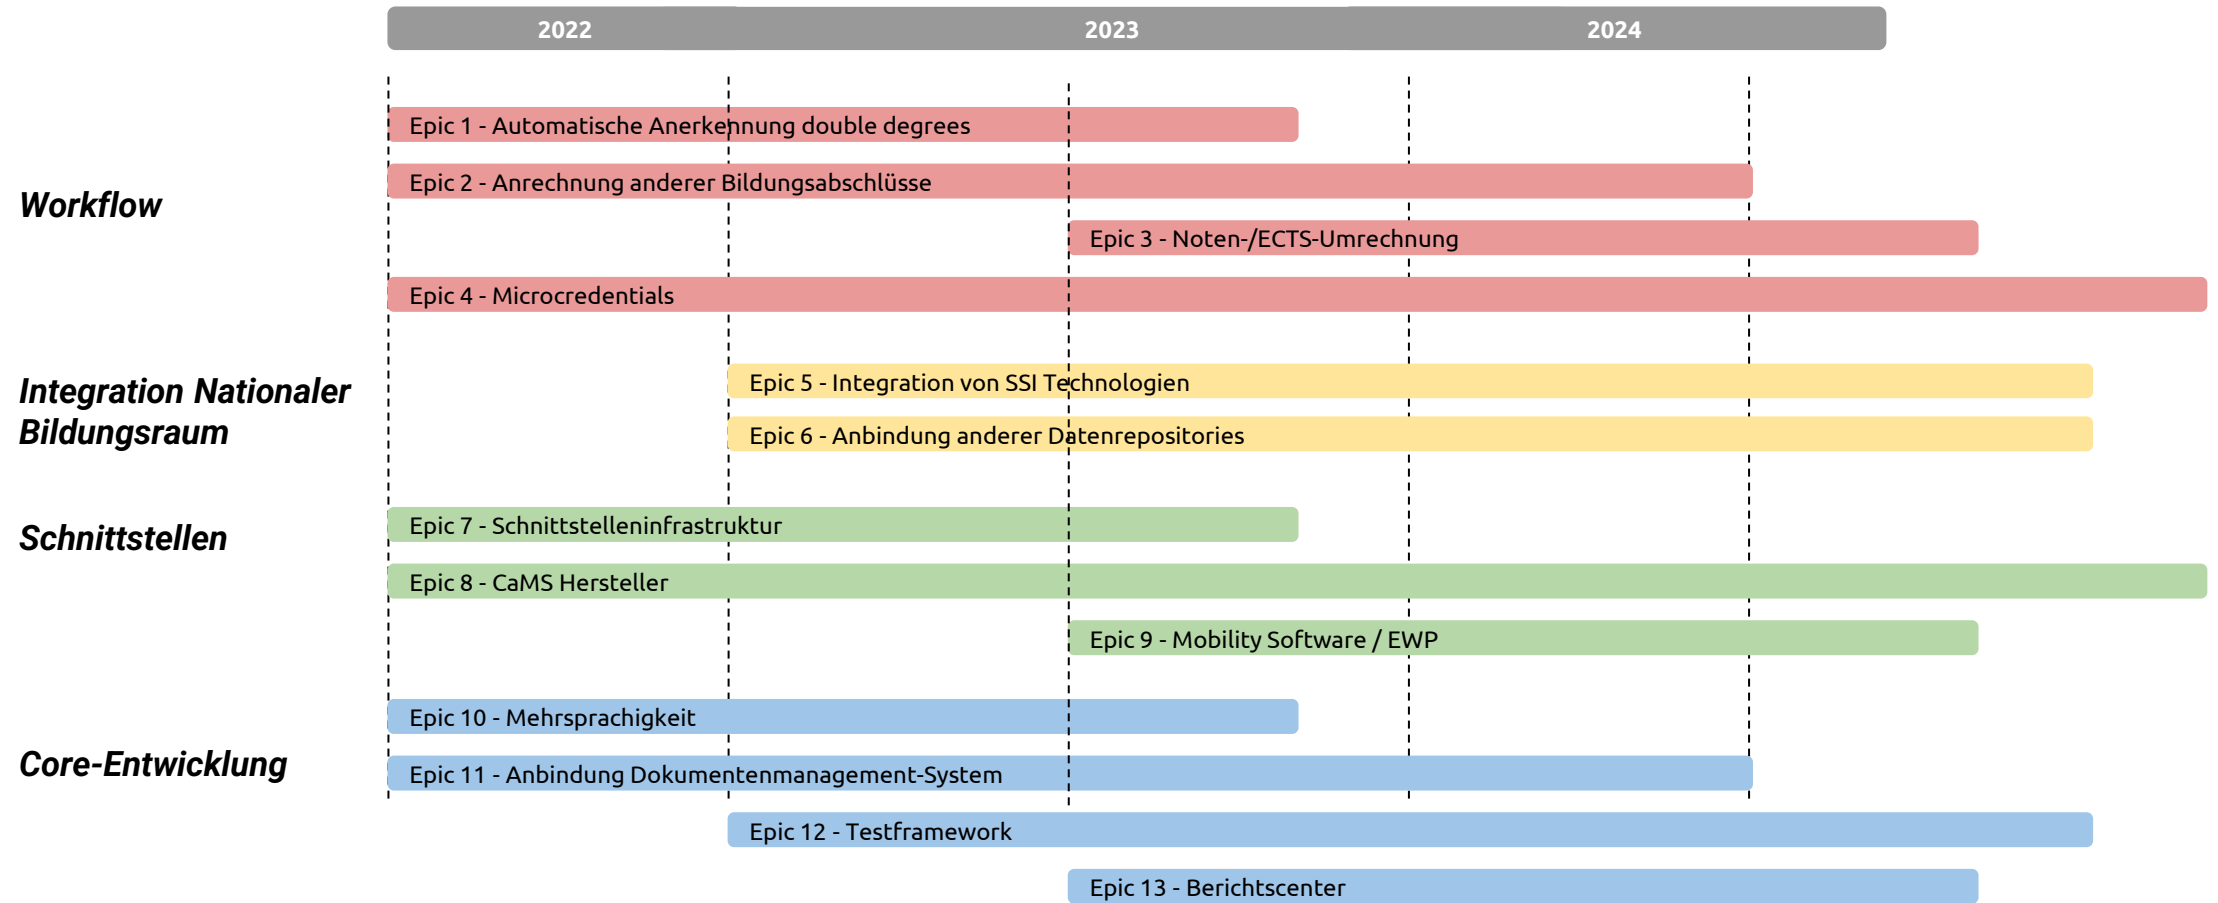 2022 2023 2024
Workflow
Epic 1 - Automatische Anerkennung double degrees
Epic 2 - Anrechnung anderer Bildungsabschlüsse
Epic 3 - Noten-/ECTS-Umrechnung
Epic 4 - Microcredentials
Integration Nationaler
Bildungsraum
Epic 5 - Integration von SSI Technologien
Epic 6 - Anbindung anderer Datenrepositories
Schnittstellen
Epic 7 - Schnittstelleninfrastruktur
Epic 8 - CaMS Hersteller
Epic 9 - Mobility Software / EWP
Core-Entwicklung
Epic 10 - Mehrsprachigkeit
Epic 11 - Anbindung Dokumentenmanagement-System
Epic 12 - Testframework
Epic 13 - Berichtscenter